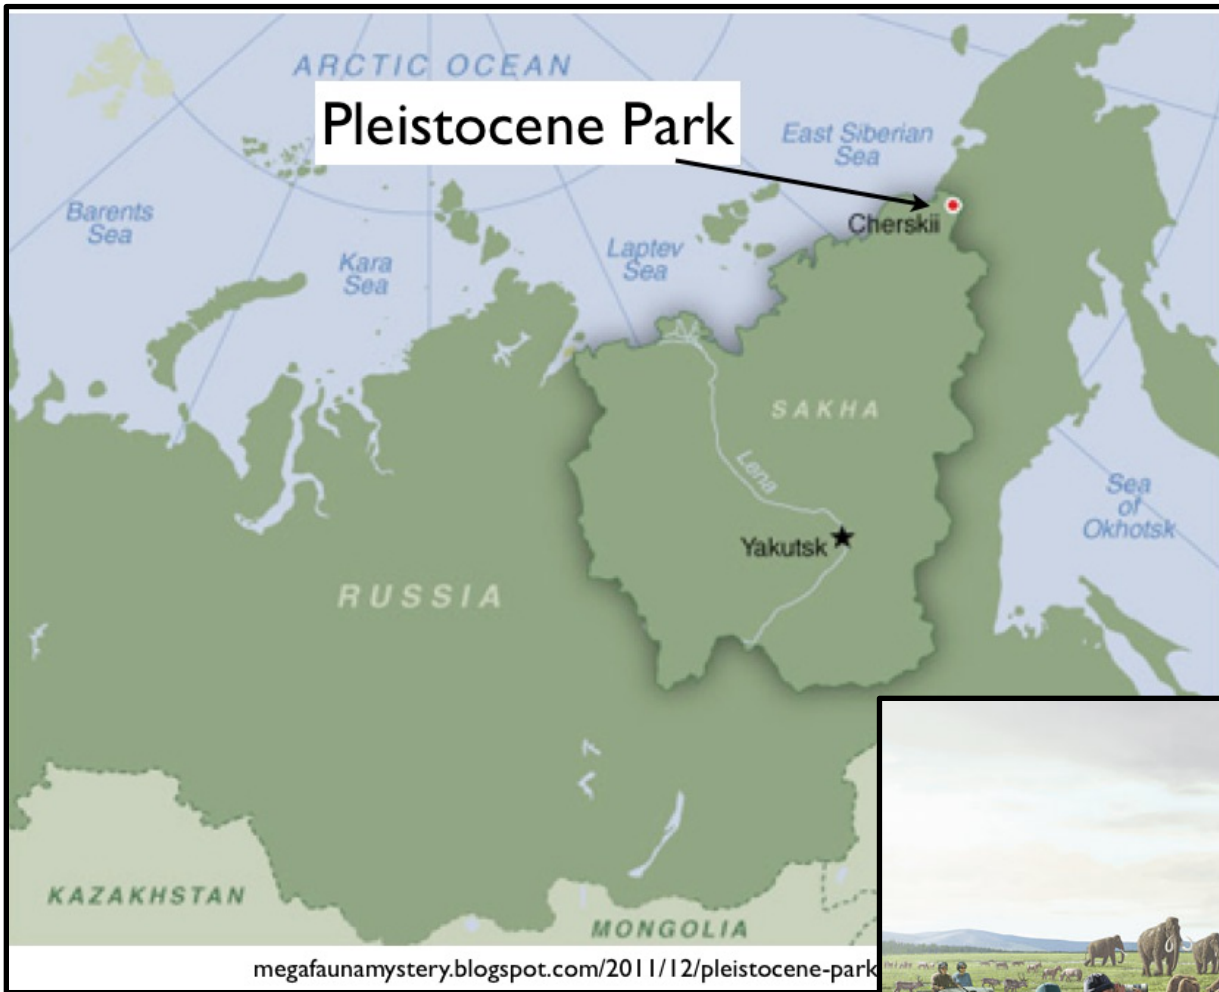 ARCTIC OCEAN
Pleistocene Park
East Siberian
Sea
Barents
Sea
Cherskii
Kara
Sea
Laptev
Sea
SAKHA
Lena
Sea
of
Okhotsk
Yakutsk
RUSSIA
KAZAKHSTAN
MONGOLIA
megafaunamystery.blogspot.com/2011/12/pleistocene-park